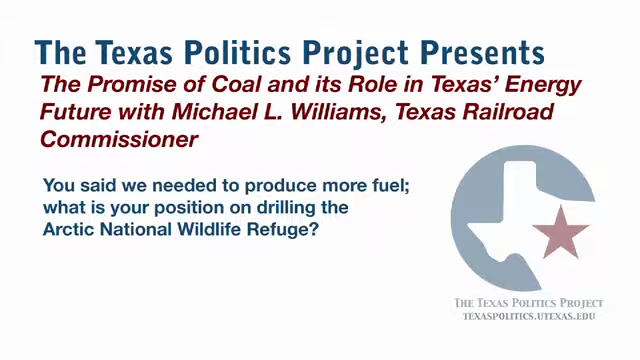 The Texas Politics Project Presents
The Promise of Coal and its Role in Texas' Energy
Future with Michael L. Williams, Texas Railroad
Commissioner
You said we needed to produce more fuel;
what is your position on drilling the
Arctic National Wildlife Refuge?
THE TEXAS POLITICS PROJECT
TEXASPOLITICS.UTEXAS.EDU